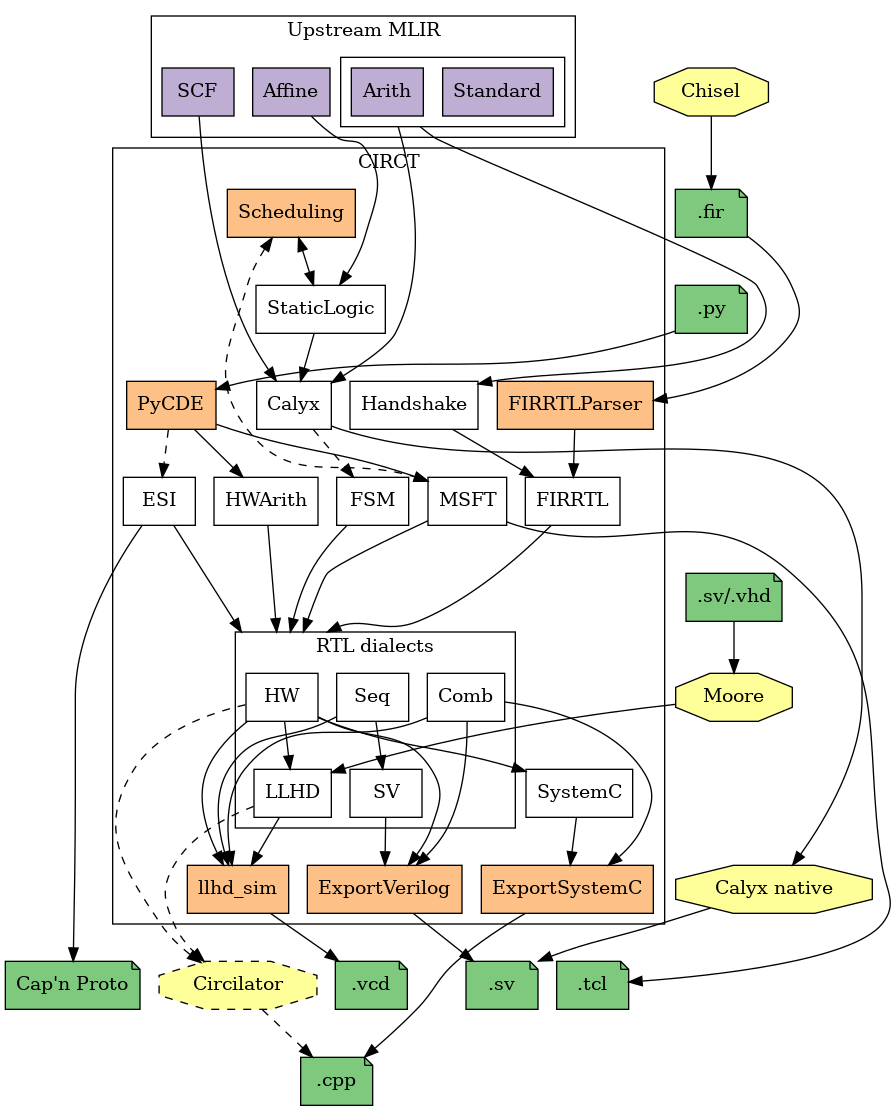 Upstream MLIR
SCF
Affine
Arith
Standard
Chisel
CIRCT
Scheduling
.fir
StaticLogic
.py
PyCDE
Calyx
Handshake
FIRRTLParser
ESI
HWArith
FSM
MSFT
FIRRTL
.sv/.vhd
RTL dialects
HW
Seq
Comb
Moore
LLHD
SV
SystemC
llhd_sim
ExportVerilog
ExportSystemC
Calyx native
Cap'n Proto
Circilator
.vcd
.sv
.tcl
.cpp